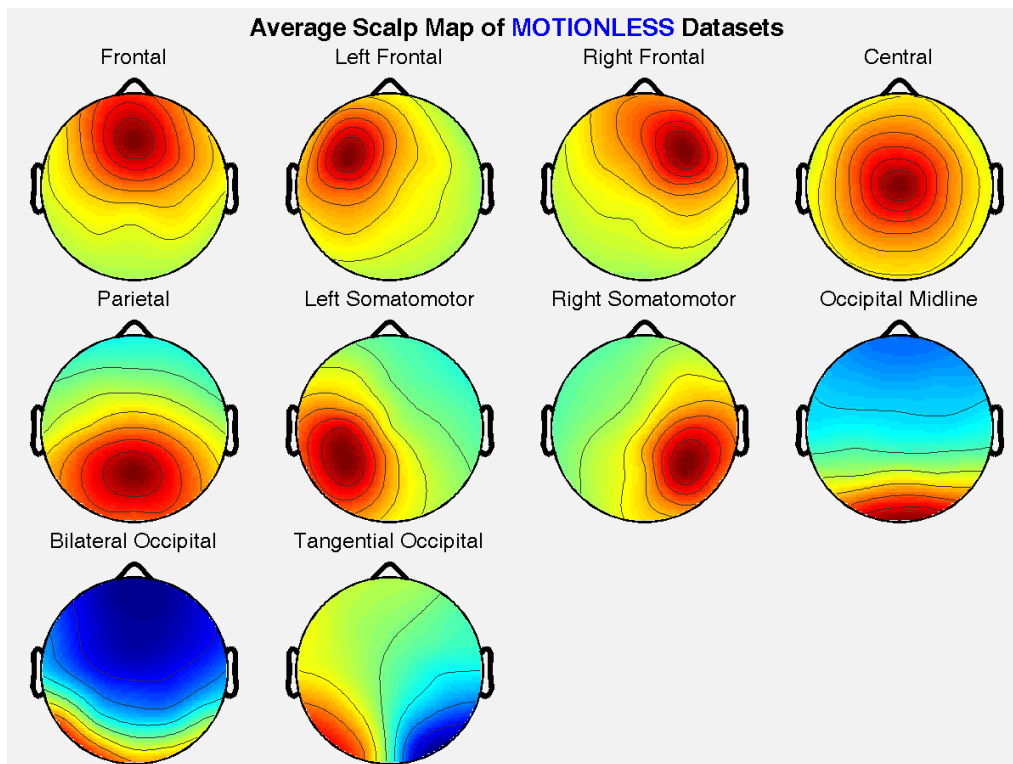 Average Scalp Map of MOTIONLESS Datasets
Frontal
Left Frontal
Right Frontal
Central
Parietal
Left Somatomotor
Right Somatomotor
Occipital Midline
Bilateral Occipital
Tangential Occipital